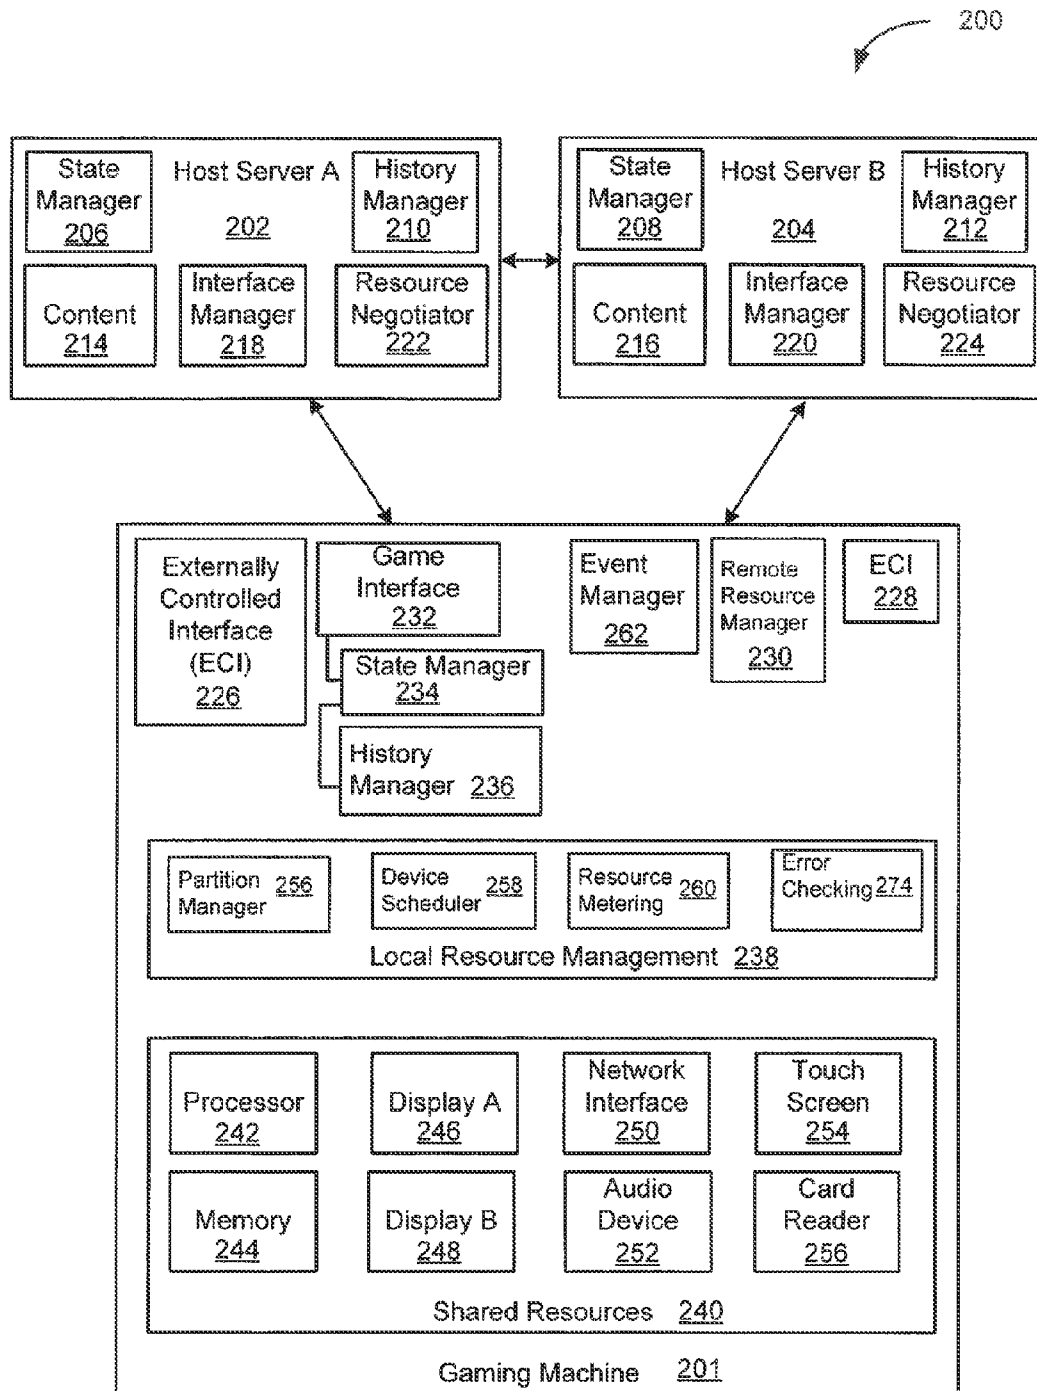 200
State
Manager
206
Host Server A
202
History
Manager
210
Content
214
Interface
Manager
218
Resource
Negotiator
222
State
Manager
208
Host Server B
204
History
Manager
212
Content
216
Interface
Manager
220
Resource
Negotiator
224
Externally
Controlled
Interface
(ECI)
226
Game
Interface
232
State Manager
234
History
Manager 236
Event
Manager
262
Remote
Resource
Manager
230
ECI
228
Partition 256
Manager
Device 258
Scheduler
Resource 260
Metering
Error
Checking 274
Local Resource Management 238
Processor
242
Display A
246
Network
Interface
250
Touch
Screen
254
Memory
244
Display B
248
Audio
Device
252
Card
Reader
256
Shared Resources 240
Gaming Machine 201